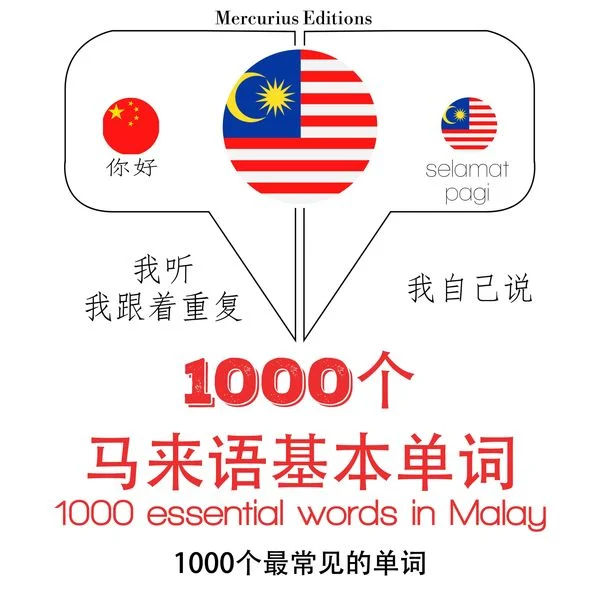 Mercurius Editions
你好
selamat
pagi
我听
我跟着重复
我自己说
1000个
马来语基本单词
1000 essential words in Malay
1000个最常见的单词